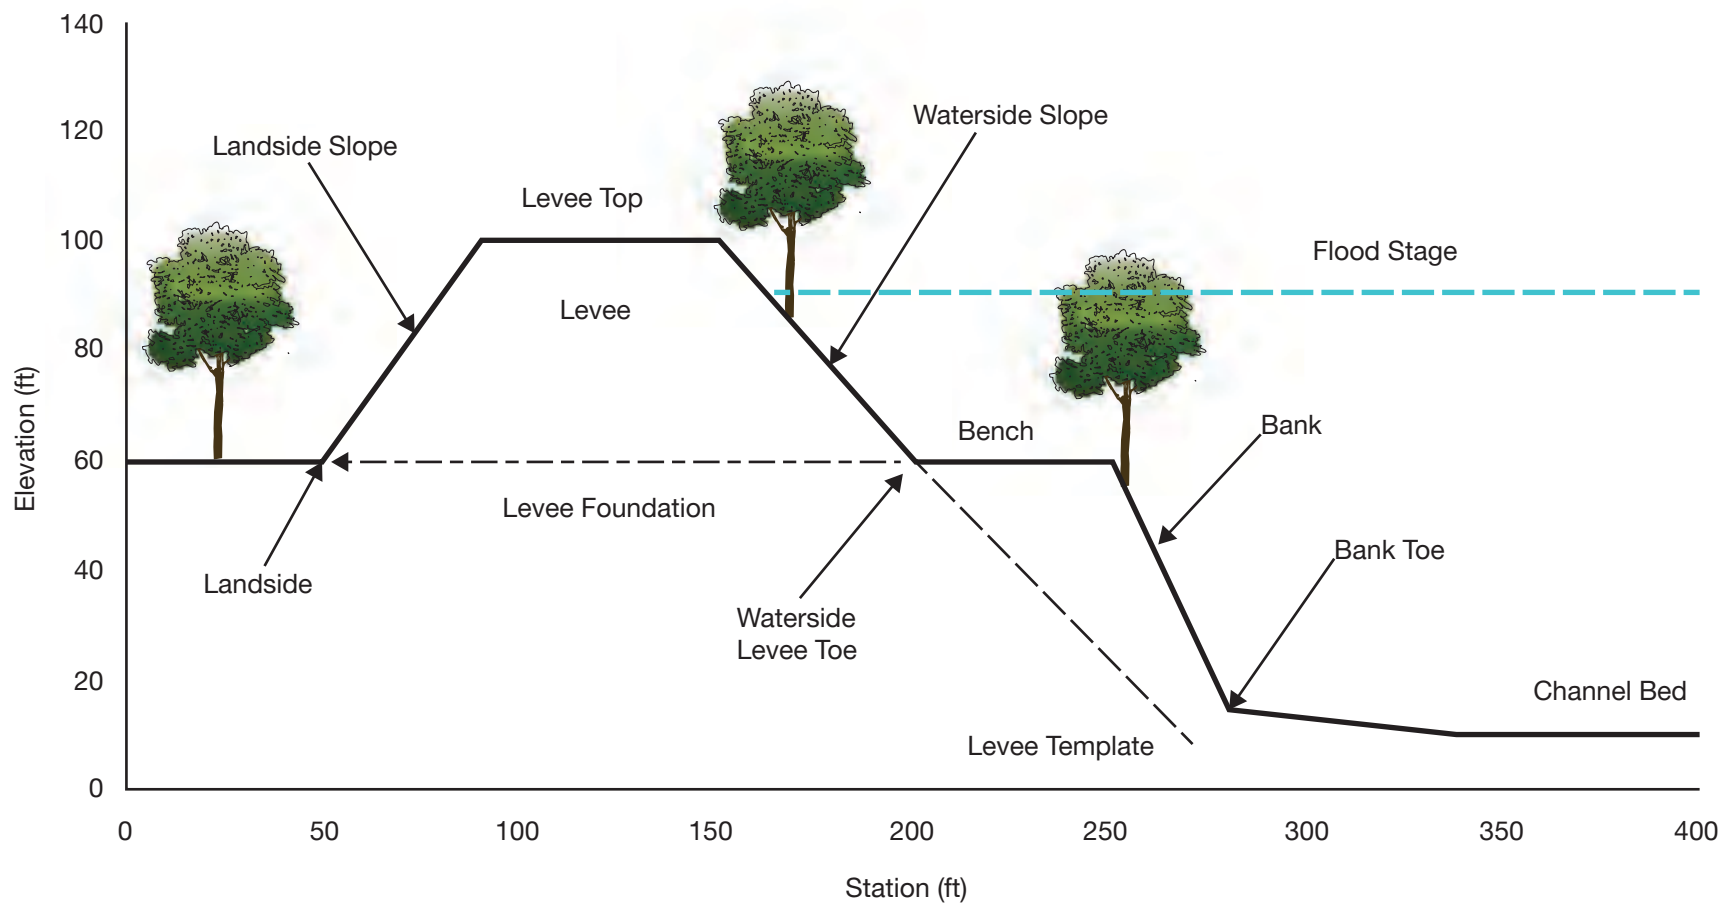 140
120
100
80
60
40
20
0
Elevation (ft)
Landside Slope
Levee Top
Waterside Slope
Flood Stage
Levee
Bench
Bank
Levee Foundation
Landside
Waterside
Levee Toe
Bank Toe
Levee Template
Channel Bed
0 50 100 150 200 250 300 350 400
Station (ft)